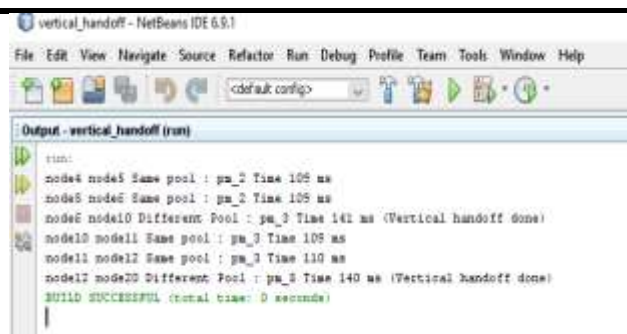 vertical_handoff - NetBeans IDE 6.9.1
File Edit View Navigate Source Refactor Run Debug Profile Team Tools Window Help
<default config>
Output - vertical_handoff (run)
run:
node4 node5 Same pool : pm_2 Time 109 ms
node5 node6 Same pool : pm_2 Time 109 ms
node6 node10 Different Pool : pm_3 Time 141 ms (Vertical handoff done)
node10 node11 Same pool : pm_3 Time 109 ms
node11 node12 Same pool : pm_3 Time 110 ms
node12 node20 Different Pool : Time 140 ms (Vertical handoff done)
BUILD SUCCESSFUL (total time: 0 seconds)